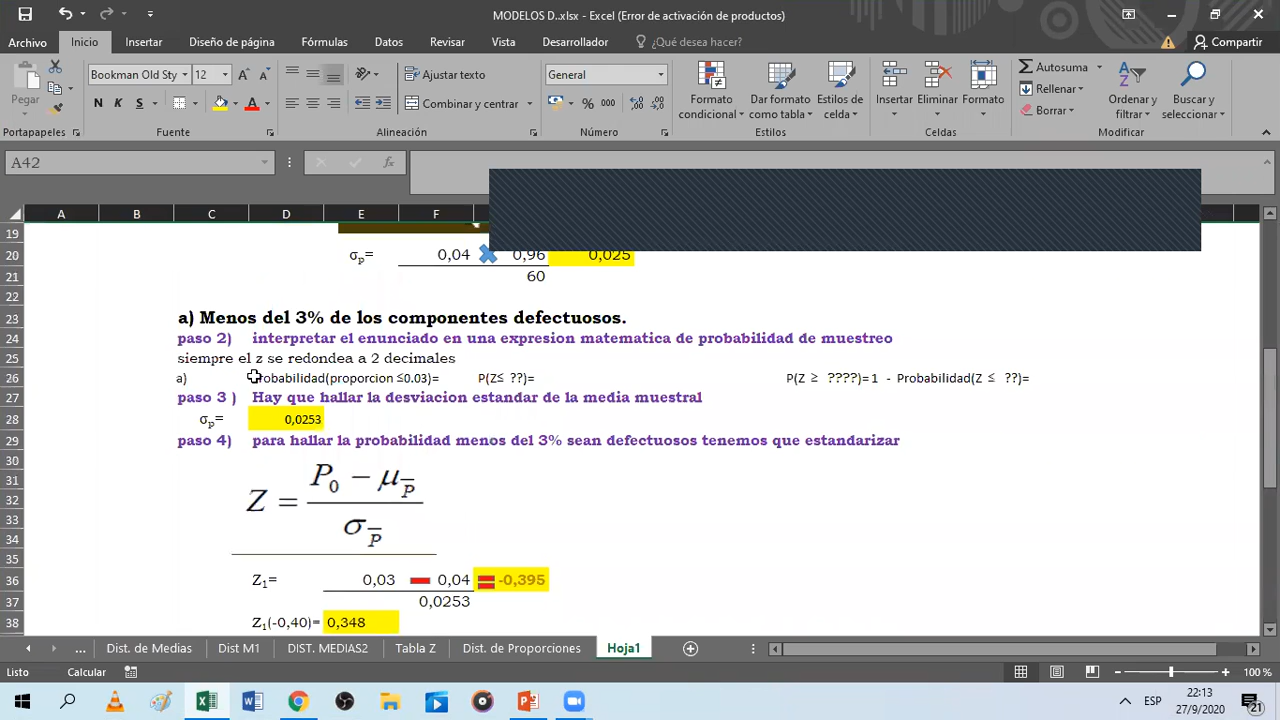 MODELOS D..xlsx - Excel (Error de activación de productos)
Archivo Inicio Insertar Diseño de página Fórmulas Datos Revisar Vista Desarrollador ¿Qué desea hacer? Compartir
Pegar
Bookman Old Sty 12
N K S
Ajustar texto
Combinar y centrar
General
% 000
Formato condicional
Dar formato como tabla
Estilos de celda
Insertar Eliminar Formato
Autosuma
Rellenar
Borrar
Ordenar y filtrar
Buscar y seleccionar
Portapapeles Fuente Alineación Número Estilos Celdas Modificar
A42 fx
A B C D E F
19
20 σp= 0,04 0,96 0,025
21 60
22
23 a) Menos del 3% de los componentes defectuosos.
24 paso 2) interpretar el enunciado en una expresion matematica de probabilidad de muestreo
25 siempre el z se redondea a 2 decimales
26 a) Probabilidad(proporcion ≤0.03)= P(Z≤ ??)= P(Z ≥ ????)= 1 - Probabilidad(Z ≤ ??)=
27 paso 3 ) Hay que hallar la desviacion estandar de la media muestral
28 σp= 0,0253
29 paso 4) para hallar la probabilidad menos del 3% sean defectuosos tenemos que estandarizar
30
31 P0 − μP̅
32 Z =
33 σP̅
34
35
36 Z1= 0,03 0,04 -0,395
37 0,0253
38 Z1(-0,40)= 0,348
... Dist. de Medias Dist M1 DIST. MEDIAS2 Tabla Z Dist. de Proporciones Hoja1
Listo Calcular 100 %
ESP 22:13
27/9/2020 21